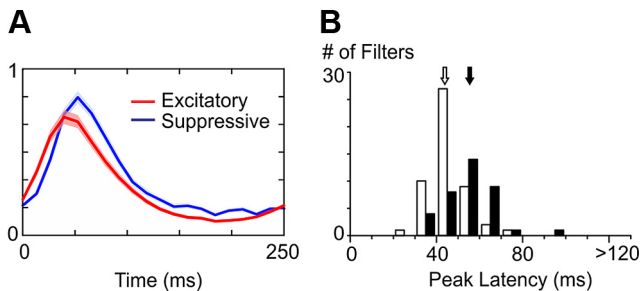 A
1
Excitatory
Suppressive
0
0
250
Time (ms)
B
# of Filters
30
0
0
40
80
>120
Peak Latency (ms)